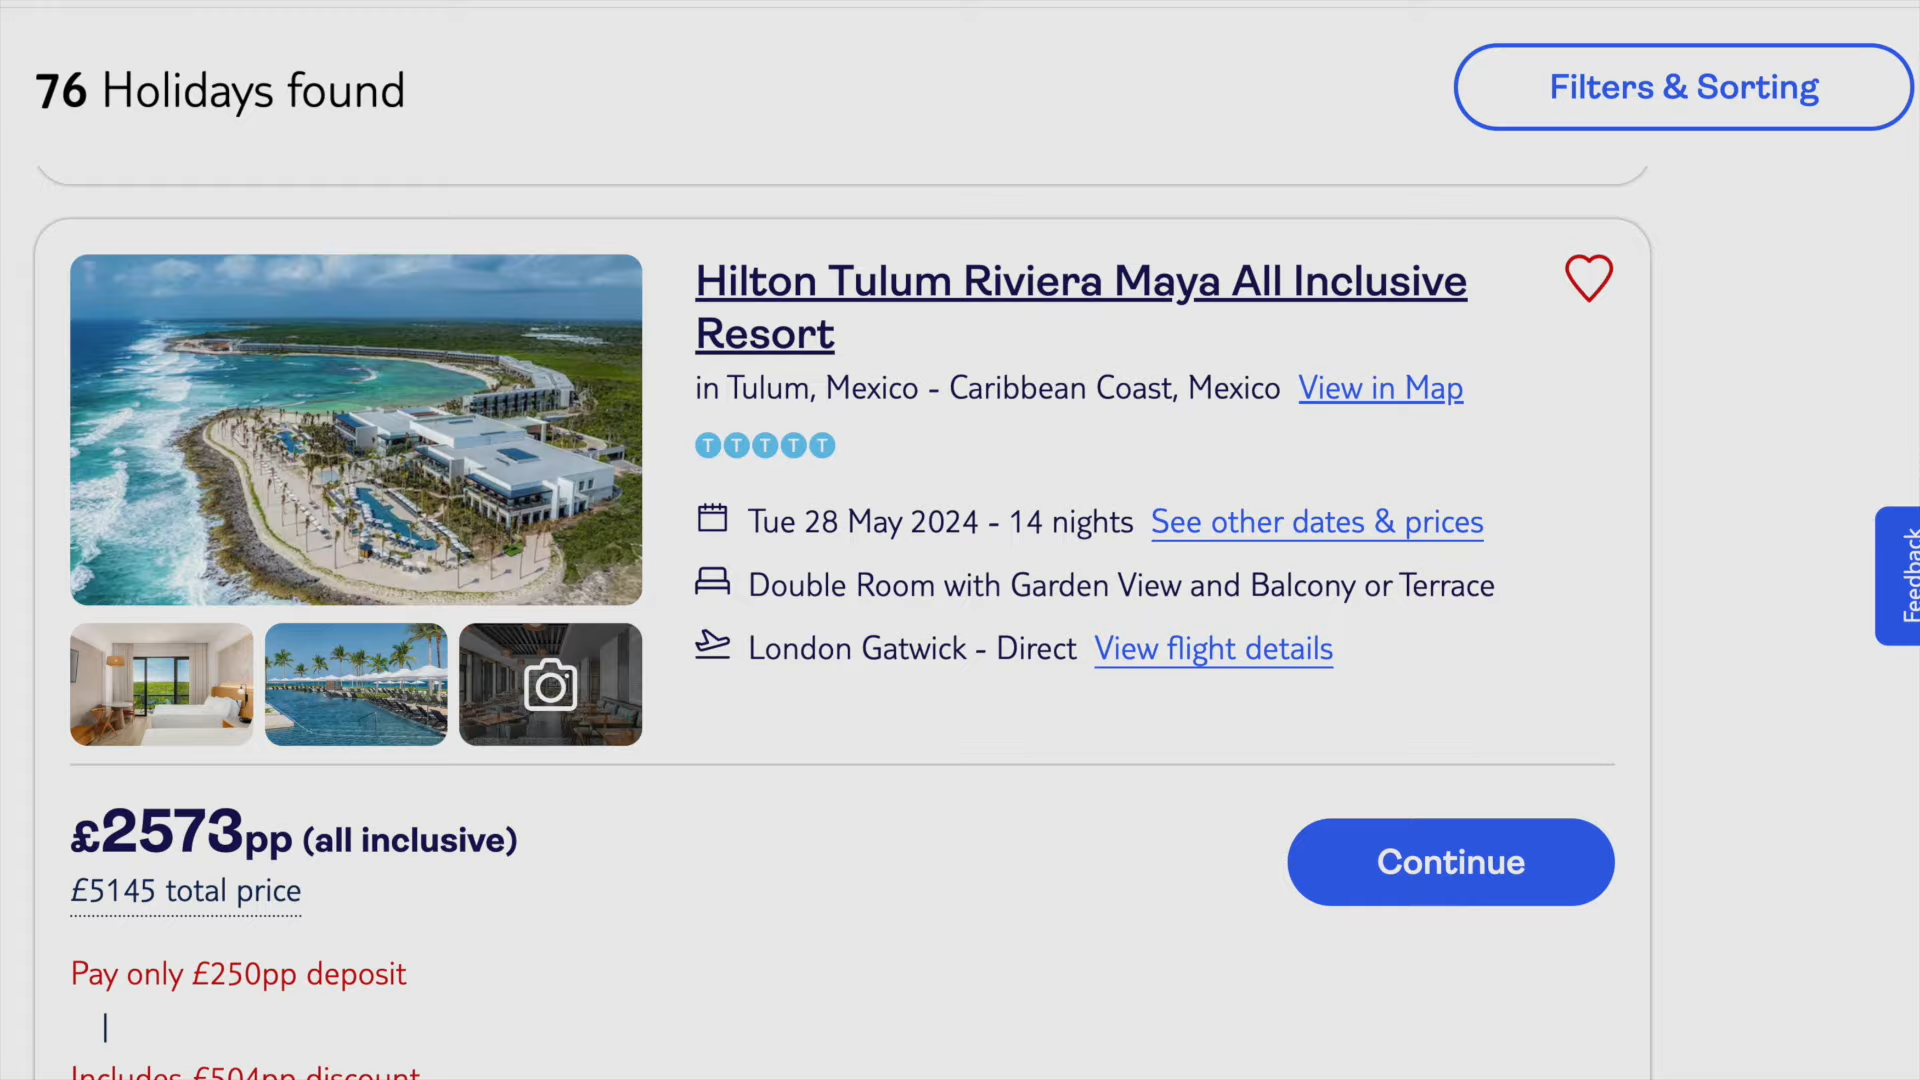 76 Holidays found
Filters & Sorting
Hilton Tulum Riviera Maya All Inclusive
Resort
in Tulum, Mexico - Caribbean Coast, Mexico View in Map
T T T T T
Tue 28 May 2024 - 14 nights See other dates & prices
Double Room with Garden View and Balcony or Terrace
London Gatwick - Direct View flight details
Feedback
£2573pp (all inclusive)
£5145 total price
Continue
Pay only £250pp deposit
|
Includes £504pp discount